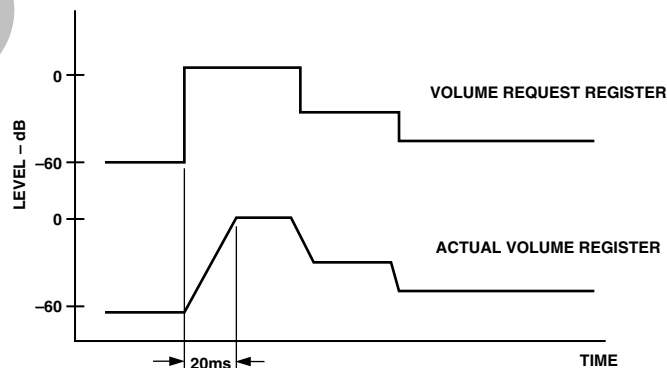 0
VOLUME REQUEST REGISTER
LEVEL – dB
–60
0
ACTUAL VOLUME REGISTER
–60
20ms
TIME